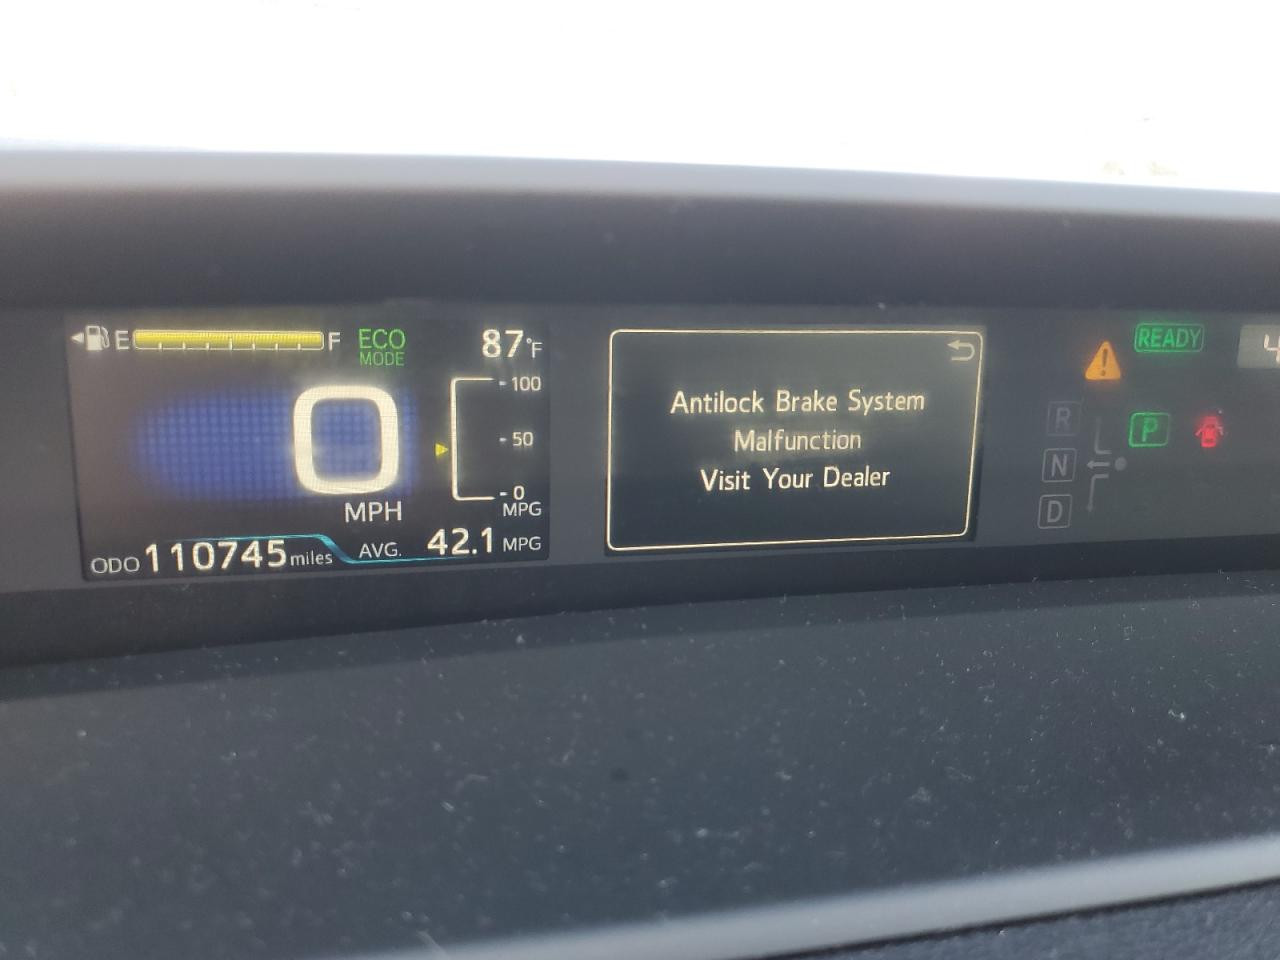 E F
ECO
MODE
87°F
0
MPH
100
50
0
MPG
ODO 110745 miles
AVG. 42.1 MPG
Antilock Brake System
Malfunction
Visit Your Dealer
READY
4
R
N
D
P